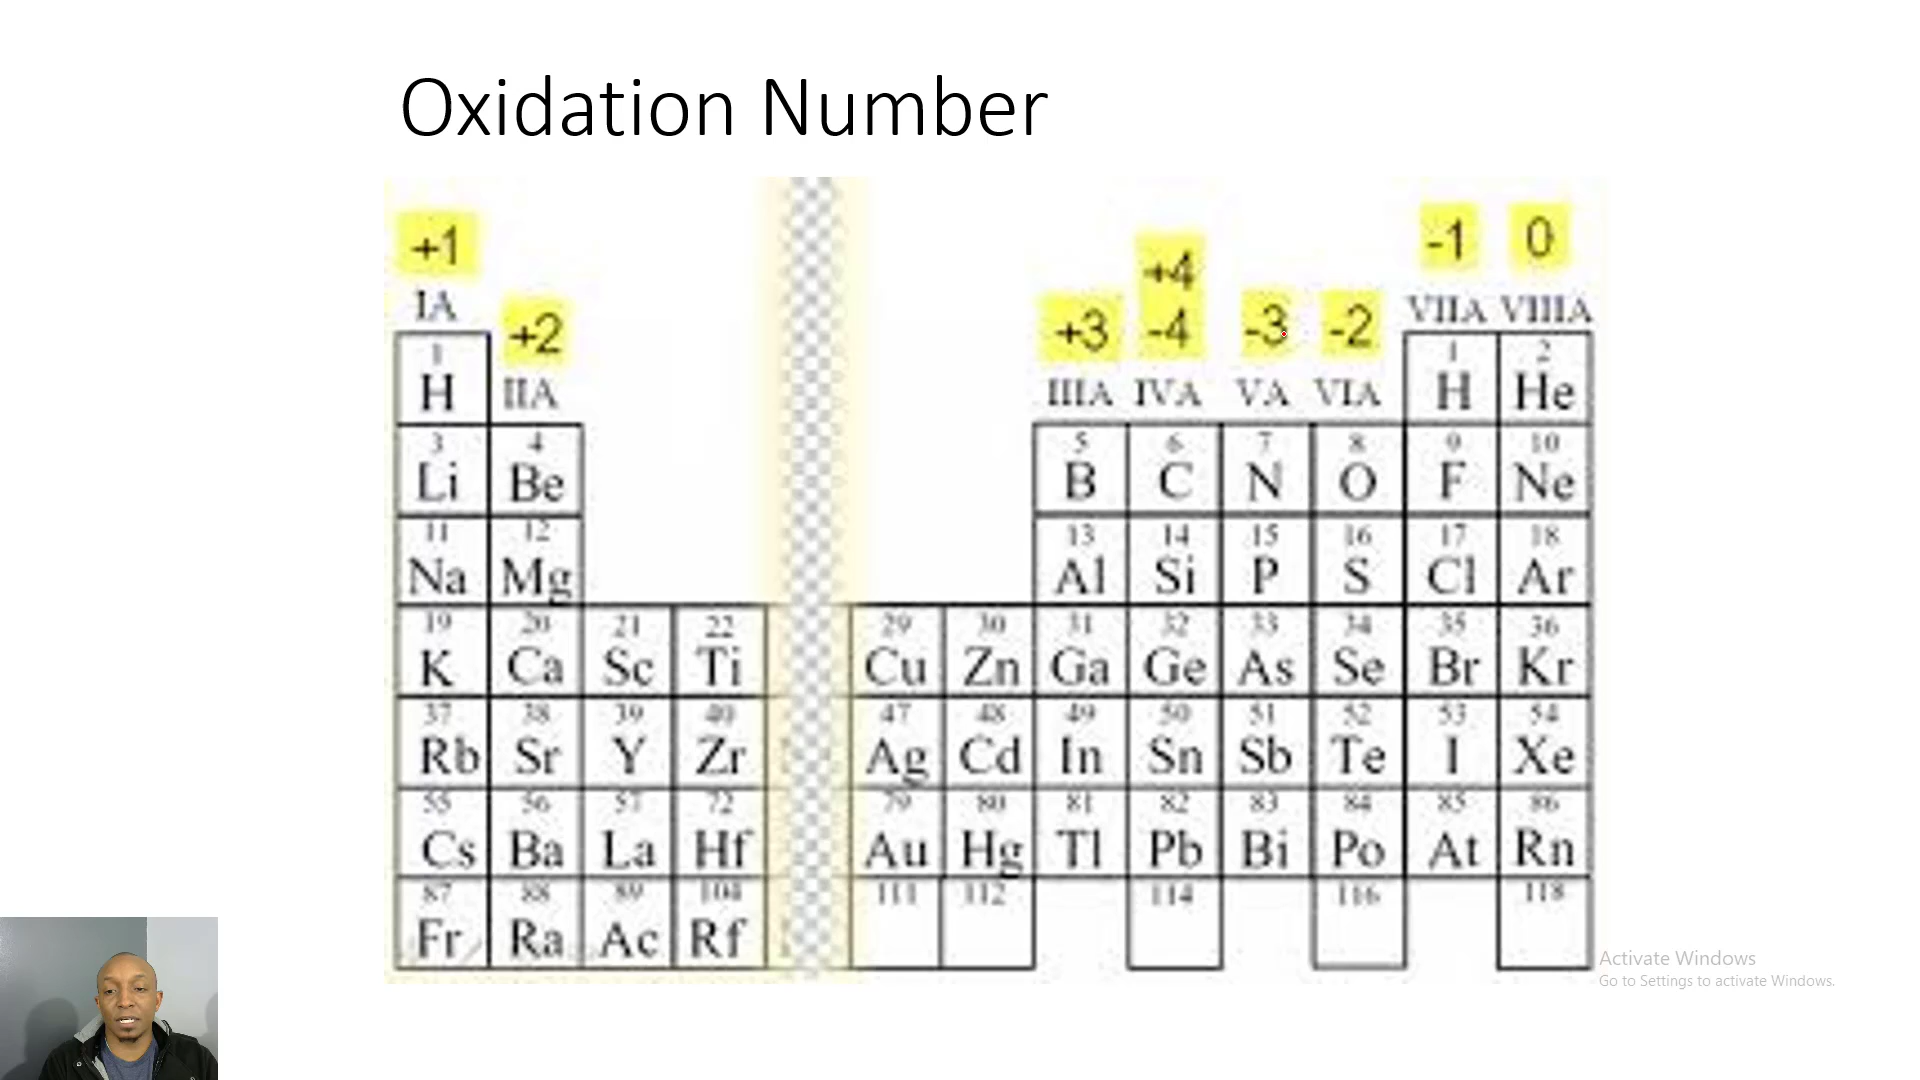 Oxidation Number
+1 -1 0
+4
+2 +3 -4 -3 -2
IA VIIA VIIIA
IIA IIIA IVA VA VIA
1 1 2
H H He
3 4 5 6 7 8 9 10
Li Be B C N O F Ne
11 12 13 14 15 16 17 18
Na Mg Al Si P S Cl Ar
19 20 21 22 29 30 31 32 33 34 35 36
K Ca Sc Ti Cu Zn Ga Ge As Se Br Kr
37 38 39 40 47 48 49 50 51 52 53 54
Rb Sr Y Zr Ag Cd In Sn Sb Te I Xe
55 56 57 72 79 80 81 82 83 84 85 86
Cs Ba La Hf Au Hg Tl Pb Bi Po At Rn
87 88 89 104 111 112 114 116 118
Fr Ra Ac Rf
Activate Windows
Go to Settings to activate Windows.